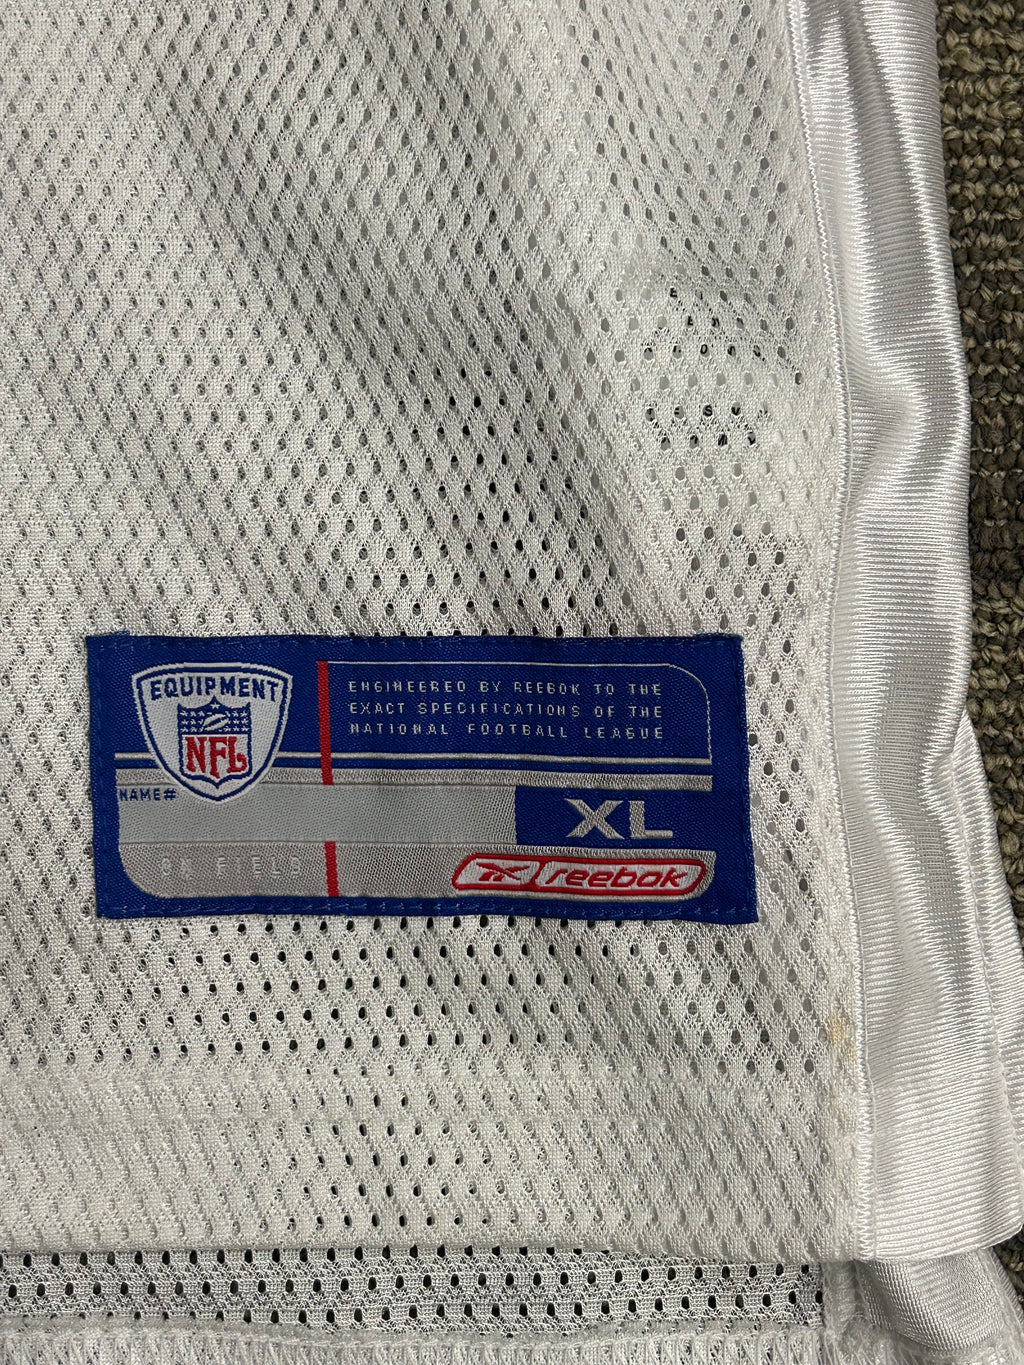 EQUIPMENT
NFL
ENGINEERED BY REEBOK TO THE
EXACT SPECIFICATIONS OF THE
NATIONAL FOOTBALL LEAGUE
NAME#
XL
ON FIELD
Reebok